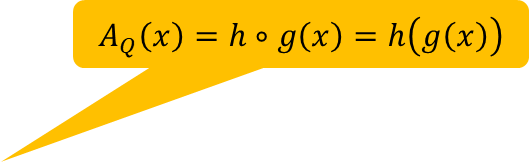 A_Q(x) = h ∘ g(x) = h(g(x))